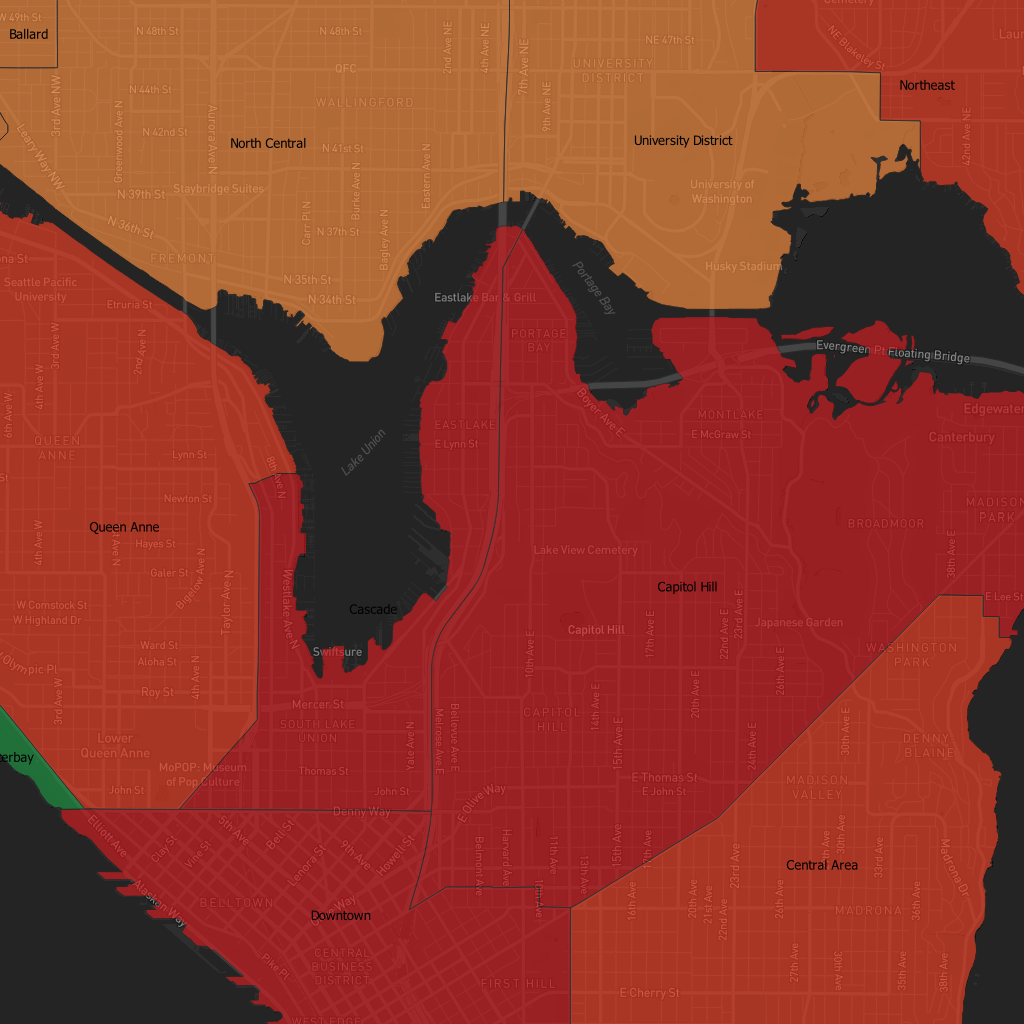 Cemetery
W 49th St
Ballard
N 48th St
N 48th St
2nd Ave NE
4th Ave NE
7th Ave NE
NE 47th St
NE Blakeley St
QFC
UNIVERSITY
DISTRICT
Northeast
3rd Ave NW
N 44th St
WALLINGFORD
9th Ave NE
Greenwood Ave N
Aurora Ave N
N 42nd St
North Central
N 41st St
University District
42nd Ave NE
Leary Way NW
N 39th St
Staybridge Suites
Burke Ave N
Eastern Ave N
University of
Washington
N 36th St
Carr Pl N
N 37th St
Bagley Ave N
FREMONT
Husky Stadium
Portage Bay
Seattle Pacific
University
N 35th St
N 34th St
Etruria St
Eastlake Bar & Grill
PORTAGE
BAY
Evergreen Pt Floating Bridge
3rd Ave W
2nd Ave N
4th Ave W
6th Ave W
Boyer Ave E
MONTLAKE
Edgewater
QUEEN
ANNE
EASTLAKE
E Lynn St
E McGraw St
Canterbury
Lynn St
8th Ave N
Lake Union
Newton St
MADISON
PARK
Queen Anne
BROADMOOR
4th Ave W
Hayes St
Lake View Cemetery
38th Ave E
Galer St
Bigelow Ave N
Taylor Ave N
Westlake Ave N
Capitol Hill
W Comstock St
W Highland Dr
Cascade
E Lee St
17th Ave E
22nd Ave E
23rd Ave E
Japanese Garden
Capitol Hill
10th Ave E
Ward St
Aloha St
Swiftsure
WASHINGTON
PARK
Olympic Pl
4th Ave N
26th Ave E
3rd Ave W
Roy St
Mercer St
20th Ave E
14th Ave E
CAPITOL
HILL
SOUTH LAKE
UNION
Yale Ave N
Melrose Ave E
Bellevue Ave E
15th Ave E
24th Ave E
30th Ave E
DENNY
BLAINE
Lower
Queen Anne
terbay
MoPOP: Museum
of Pop Culture
Thomas St
E Thomas St
E John St
MADISON
VALLEY
John St
John St
E Olive Way
Denny Way
Elliott Ave
Clay St
Vine St
5th Ave
Bell St
Lenora St
9th Ave
Howell St
Belmont Ave
Harvard Ave
11th Ave
13th Ave
15th Ave
23rd Ave
30th Ave
33rd Ave
Central Area
Madrona Dr
Alaskan Way
BELLTOWN
Downtown
16th Ave
20th Ave
21st Ave
22nd Ave
26th Ave
MADRONA
36th Ave
CENTRAL
BUSINESS
DISTRICT
Pike Pl
FIRST HILL
27th Ave
30th Ave
35th Ave
38th Ave
E Cherry St
WEST EDGE